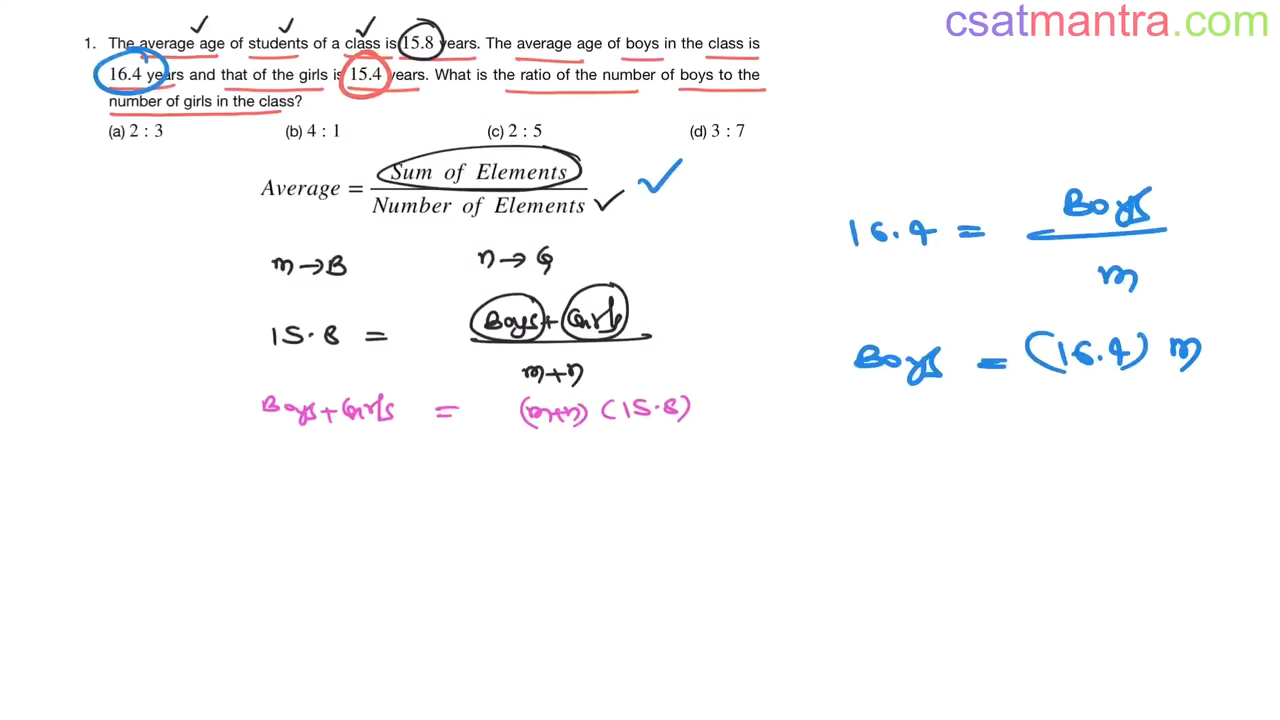 csatmantra.com
1. The average age of students of a class is 15.8 years. The average age of boys in the class is
16.4 years and that of the girls is 15.4 years. What is the ratio of the number of boys to the
number of girls in the class?
(a) 2 : 3 (b) 4 : 1 (c) 2 : 5 (d) 3 : 7
Average = Sum of Elements / Number of Elements
m → B n → G
15.8 = Boys + Girls / m+n
Boys + Girls = (m+n) (15.8)
16.4 = Boys / m
Boys = (16.4) m